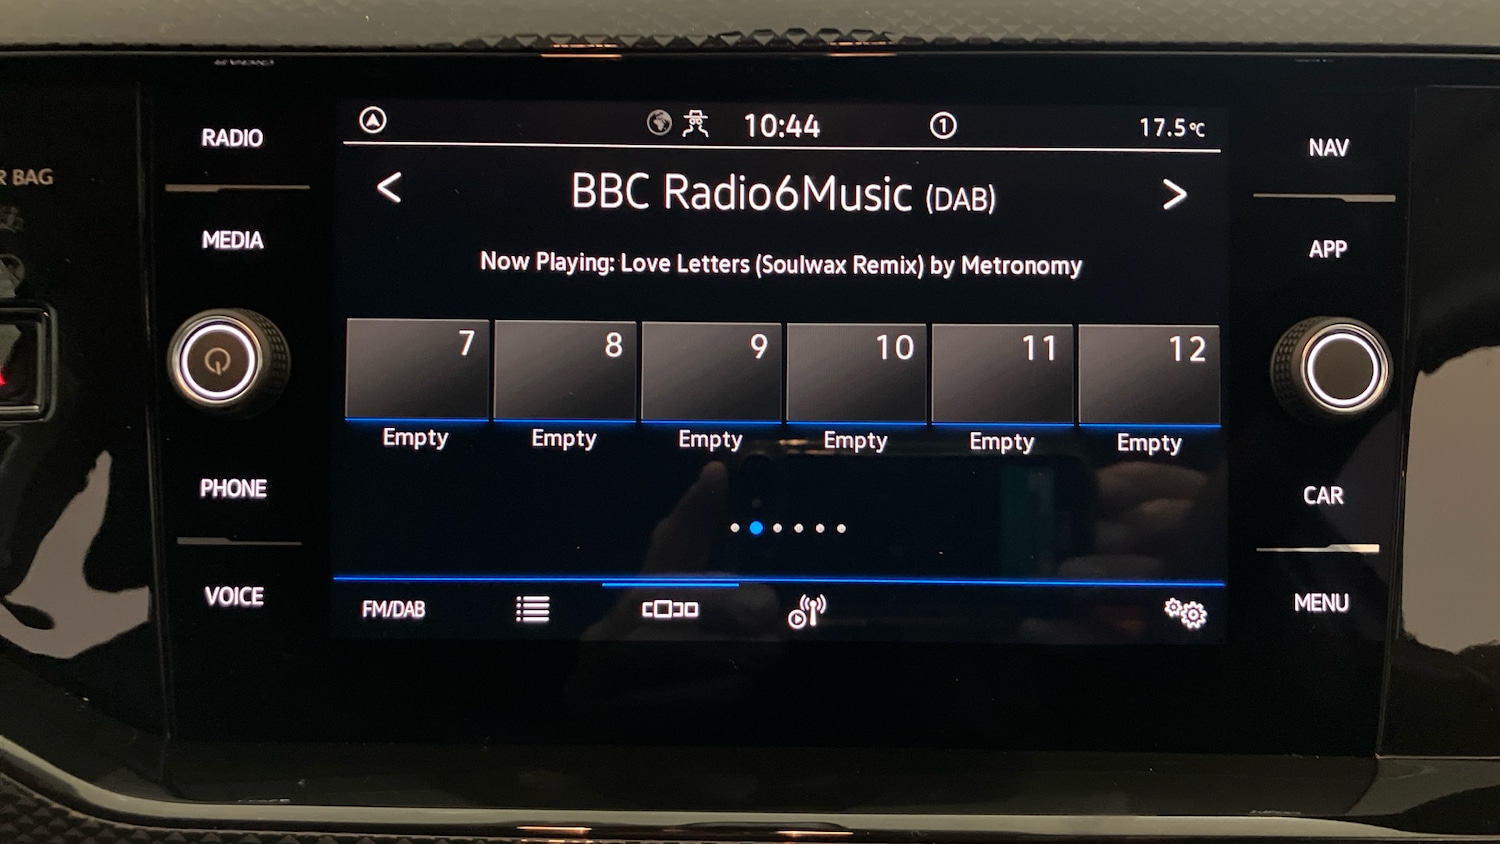 RADIO
MEDIA
PHONE
VOICE
R BAG
10:44
1
17.5°C
< BBC Radio6Music (DAB) >
Now Playing: Love Letters (Soulwax Remix) by Metronomy
7 8 9 10 11 12
Empty Empty Empty Empty Empty Empty
FM/DAB
NAV
APP
CAR
MENU